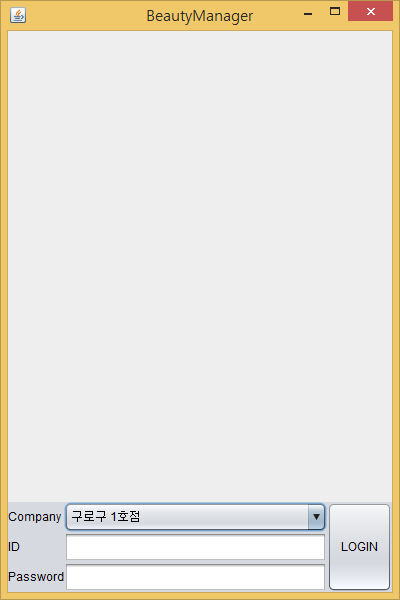 BeautyManager
Company 구로구 1호점
ID
Password
LOGIN